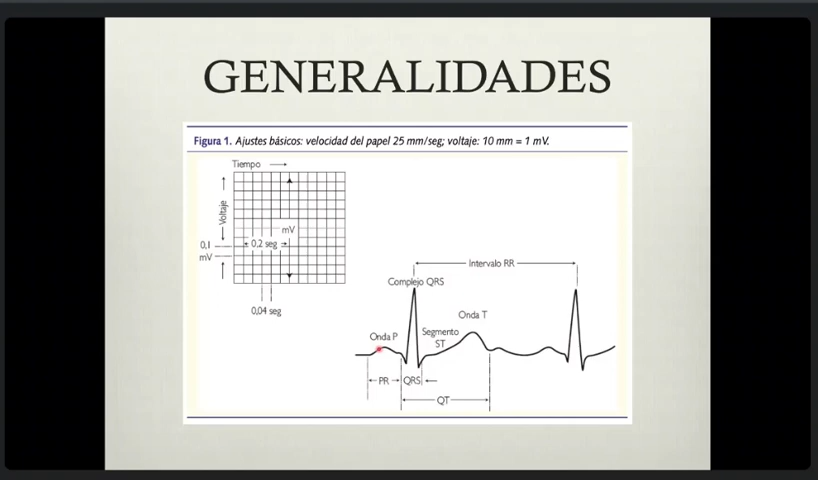 GENERALIDADES
Figura 1. Ajustes básicos: velocidad del papel 25 mm/seg; voltaje: 10 mm = 1 mV.
Tiempo
Voltaje
mV
0,2 seg
0,1
mV
0,04 seg
Intervalo RR
Complejo QRS
Onda T
Onda P
Segmento
ST
PR
QRS
QT